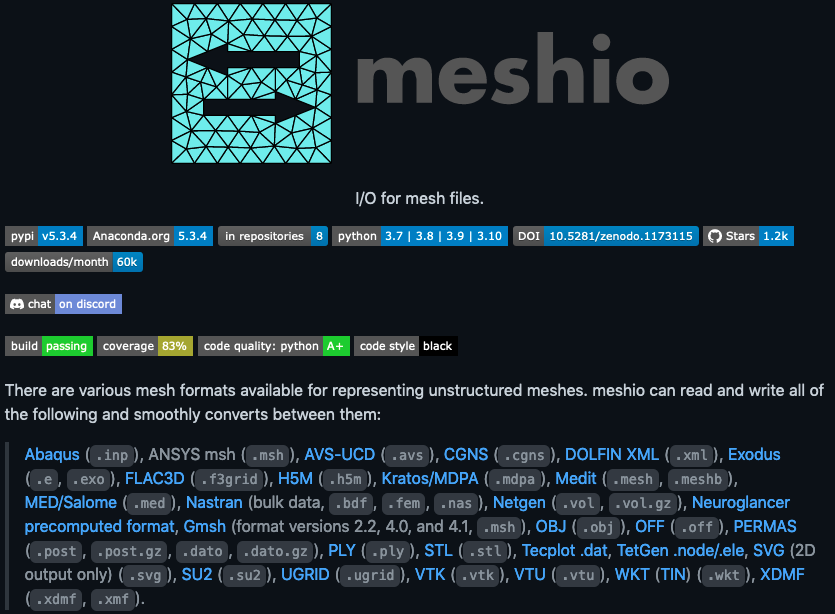 meshio
I/O for mesh files.
pypi v5.3.4 Anaconda.org 5.3.4 in repositories 8 python 3.7 | 3.8 | 3.9 | 3.10 DOI 10.5281/zenodo.1173115 Stars 1.2k
downloads/month 60k
chat on discord
build passing coverage 83% code quality: python A+ code style black
There are various mesh formats available for representing unstructured meshes. meshio can read and write all of
the following and smoothly converts between them:
Abaqus (.inp), ANSYS msh (.msh), AVS-UCD (.avs), CGNS (.cgns), DOLFIN XML (.xml), Exodus
(.e, .exo), FLAC3D (.f3grid), H5M (.h5m), Kratos/MDPA (.mdpa), Medit (.mesh, .meshb),
MED/Salome (.med), Nastran (bulk data, .bdf, .fem, .nas), Netgen (.vol, .vol.gz), Neuroglancer
precomputed format, Gmsh (format versions 2.2, 4.0, and 4.1, .msh), OBJ (.obj), OFF (.off), PERMAS
(.post, .post.gz, .dato, .dato.gz), PLY (.ply), STL (.stl), Tecplot .dat, TetGen .node/.ele, SVG (2D
output only) (.svg), SU2 (.su2), UGRID (.ugrid), VTK (.vtk), VTU (.vtu), WKT (TIN) (.wkt), XDMF
(.xdmf, .xmf).